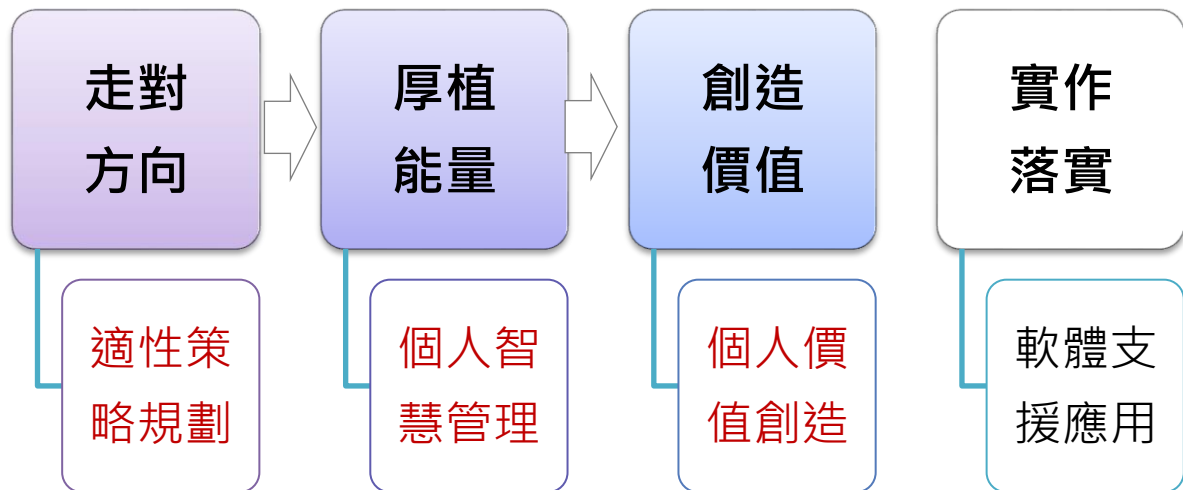 走對
方向
厚植
能量
創造
價值
實作
落實
適性策
略規劃
個人智
慧管理
個人價
值創造
軟體支
援應用